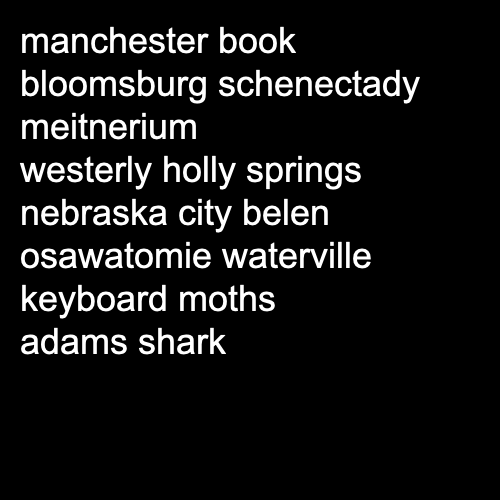 manchester book
bloomsburg schenectady
meitnerium
westerly holly springs
nebraska city belen
osawatomie waterville
keyboard moths
adams shark